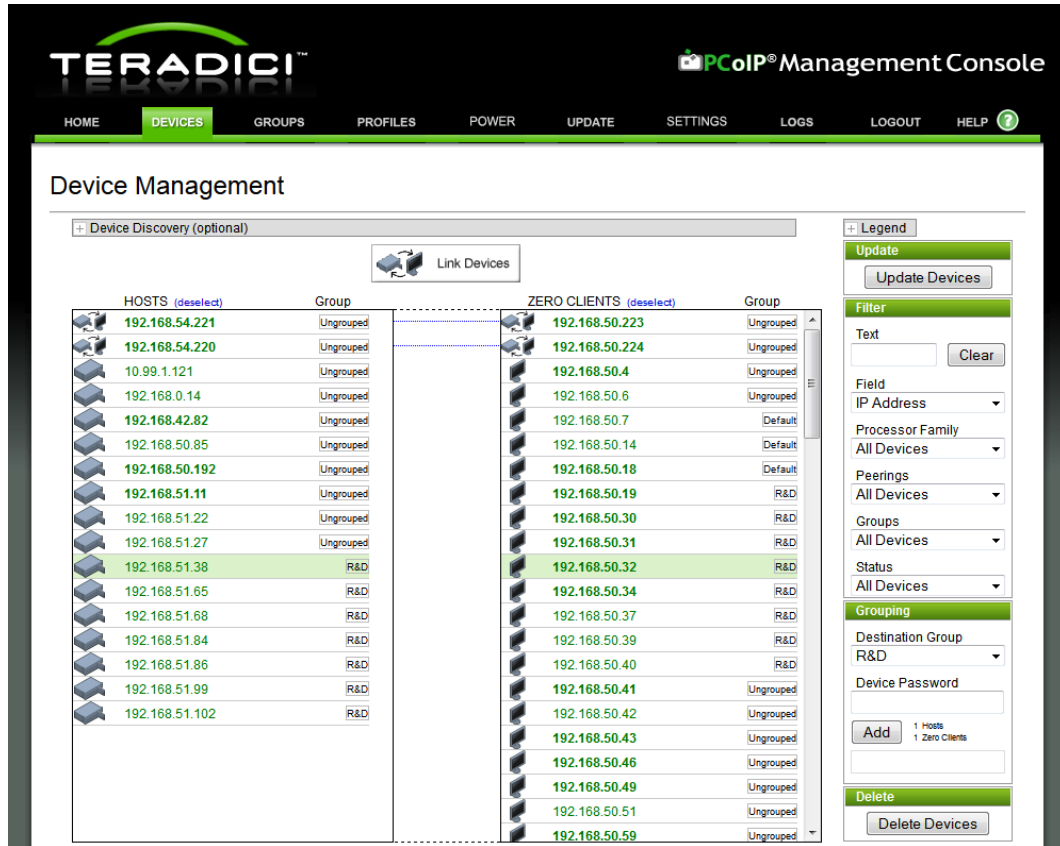 TERADICI™
PCoIP® Management Console
HOME DEVICES GROUPS PROFILES POWER UPDATE SETTINGS LOGS LOGOUT HELP ?
Device Management
+ Device Discovery (optional)
Link Devices
HOSTS (deselect) Group
192.168.54.221 Ungrouped
192.168.54.220 Ungrouped
10.99.1.121 Ungrouped
192.168.0.14 Ungrouped
192.168.42.82 Ungrouped
192.168.50.85 Ungrouped
192.168.50.192 Ungrouped
192.168.51.11 Ungrouped
192.168.51.22 Ungrouped
192.168.51.27 Ungrouped
192.168.51.38 R&D
192.168.51.65 R&D
192.168.51.68 R&D
192.168.51.84 R&D
192.168.51.86 R&D
192.168.51.99 R&D
192.168.51.102 R&D
ZERO CLIENTS (deselect) Group
192.168.50.223 Ungrouped
192.168.50.224 Ungrouped
192.168.50.4 Ungrouped
192.168.50.6 Ungrouped
192.168.50.7 Default
192.168.50.14 Default
192.168.50.18 Default
192.168.50.19 R&D
192.168.50.30 R&D
192.168.50.31 R&D
192.168.50.32 R&D
192.168.50.34 R&D
192.168.50.37 R&D
192.168.50.39 R&D
192.168.50.40 R&D
192.168.50.41 Ungrouped
192.168.50.42 Ungrouped
192.168.50.43 Ungrouped
192.168.50.46 Ungrouped
192.168.50.49 Ungrouped
192.168.50.51 Ungrouped
192.168.50.59 Ungrouped
+ Legend
Update
Update Devices
Filter
Text
Clear
Field
IP Address
Processor Family
All Devices
Peerings
All Devices
Groups
All Devices
Status
All Devices
Grouping
Destination Group
R&D
Device Password
Add
1 Hosts
1 Zero Clients
Delete
Delete Devices